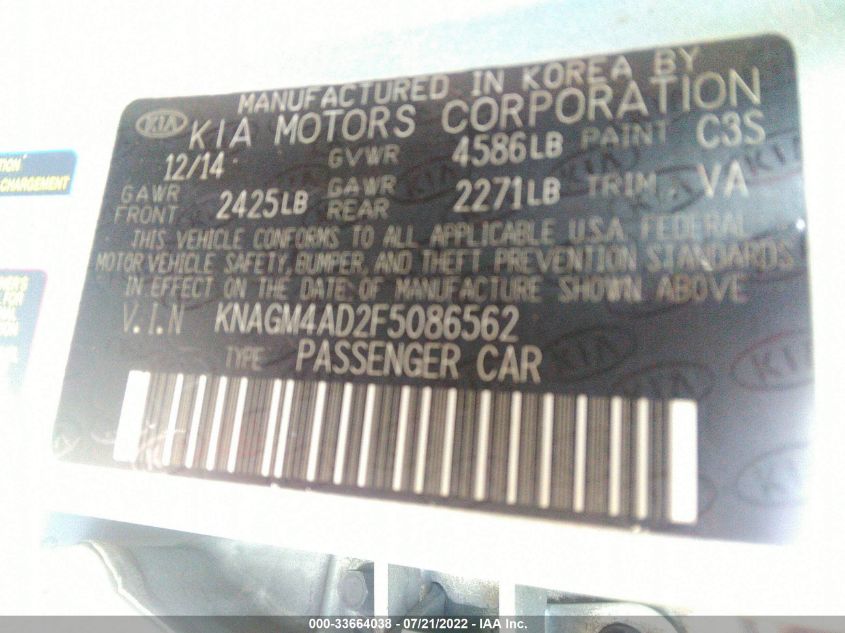 MANUFACTURED IN KOREA BY
KIA KIA MOTORS CORPORATION
12/14 GVWR 4586LB PAINT C3S
GAWR FRONT 2425LB GAWR REAR 2271LB TRIM VA
THIS VEHICLE CONFORMS TO ALL APPLICABLE U.S.A. FEDERAL
MOTOR VEHICLE SAFETY, BUMPER, AND THEFT PREVENTION STANDARDS
IN EFFECT ON THE DATE OF MANUFACTURE SHOWN ABOVE
V.I.N KNAGM4AD2F5086562
TYPE PASSENGER CAR
CHARGEMENT
000-33664038 - 07/21/2022 - IAA Inc.